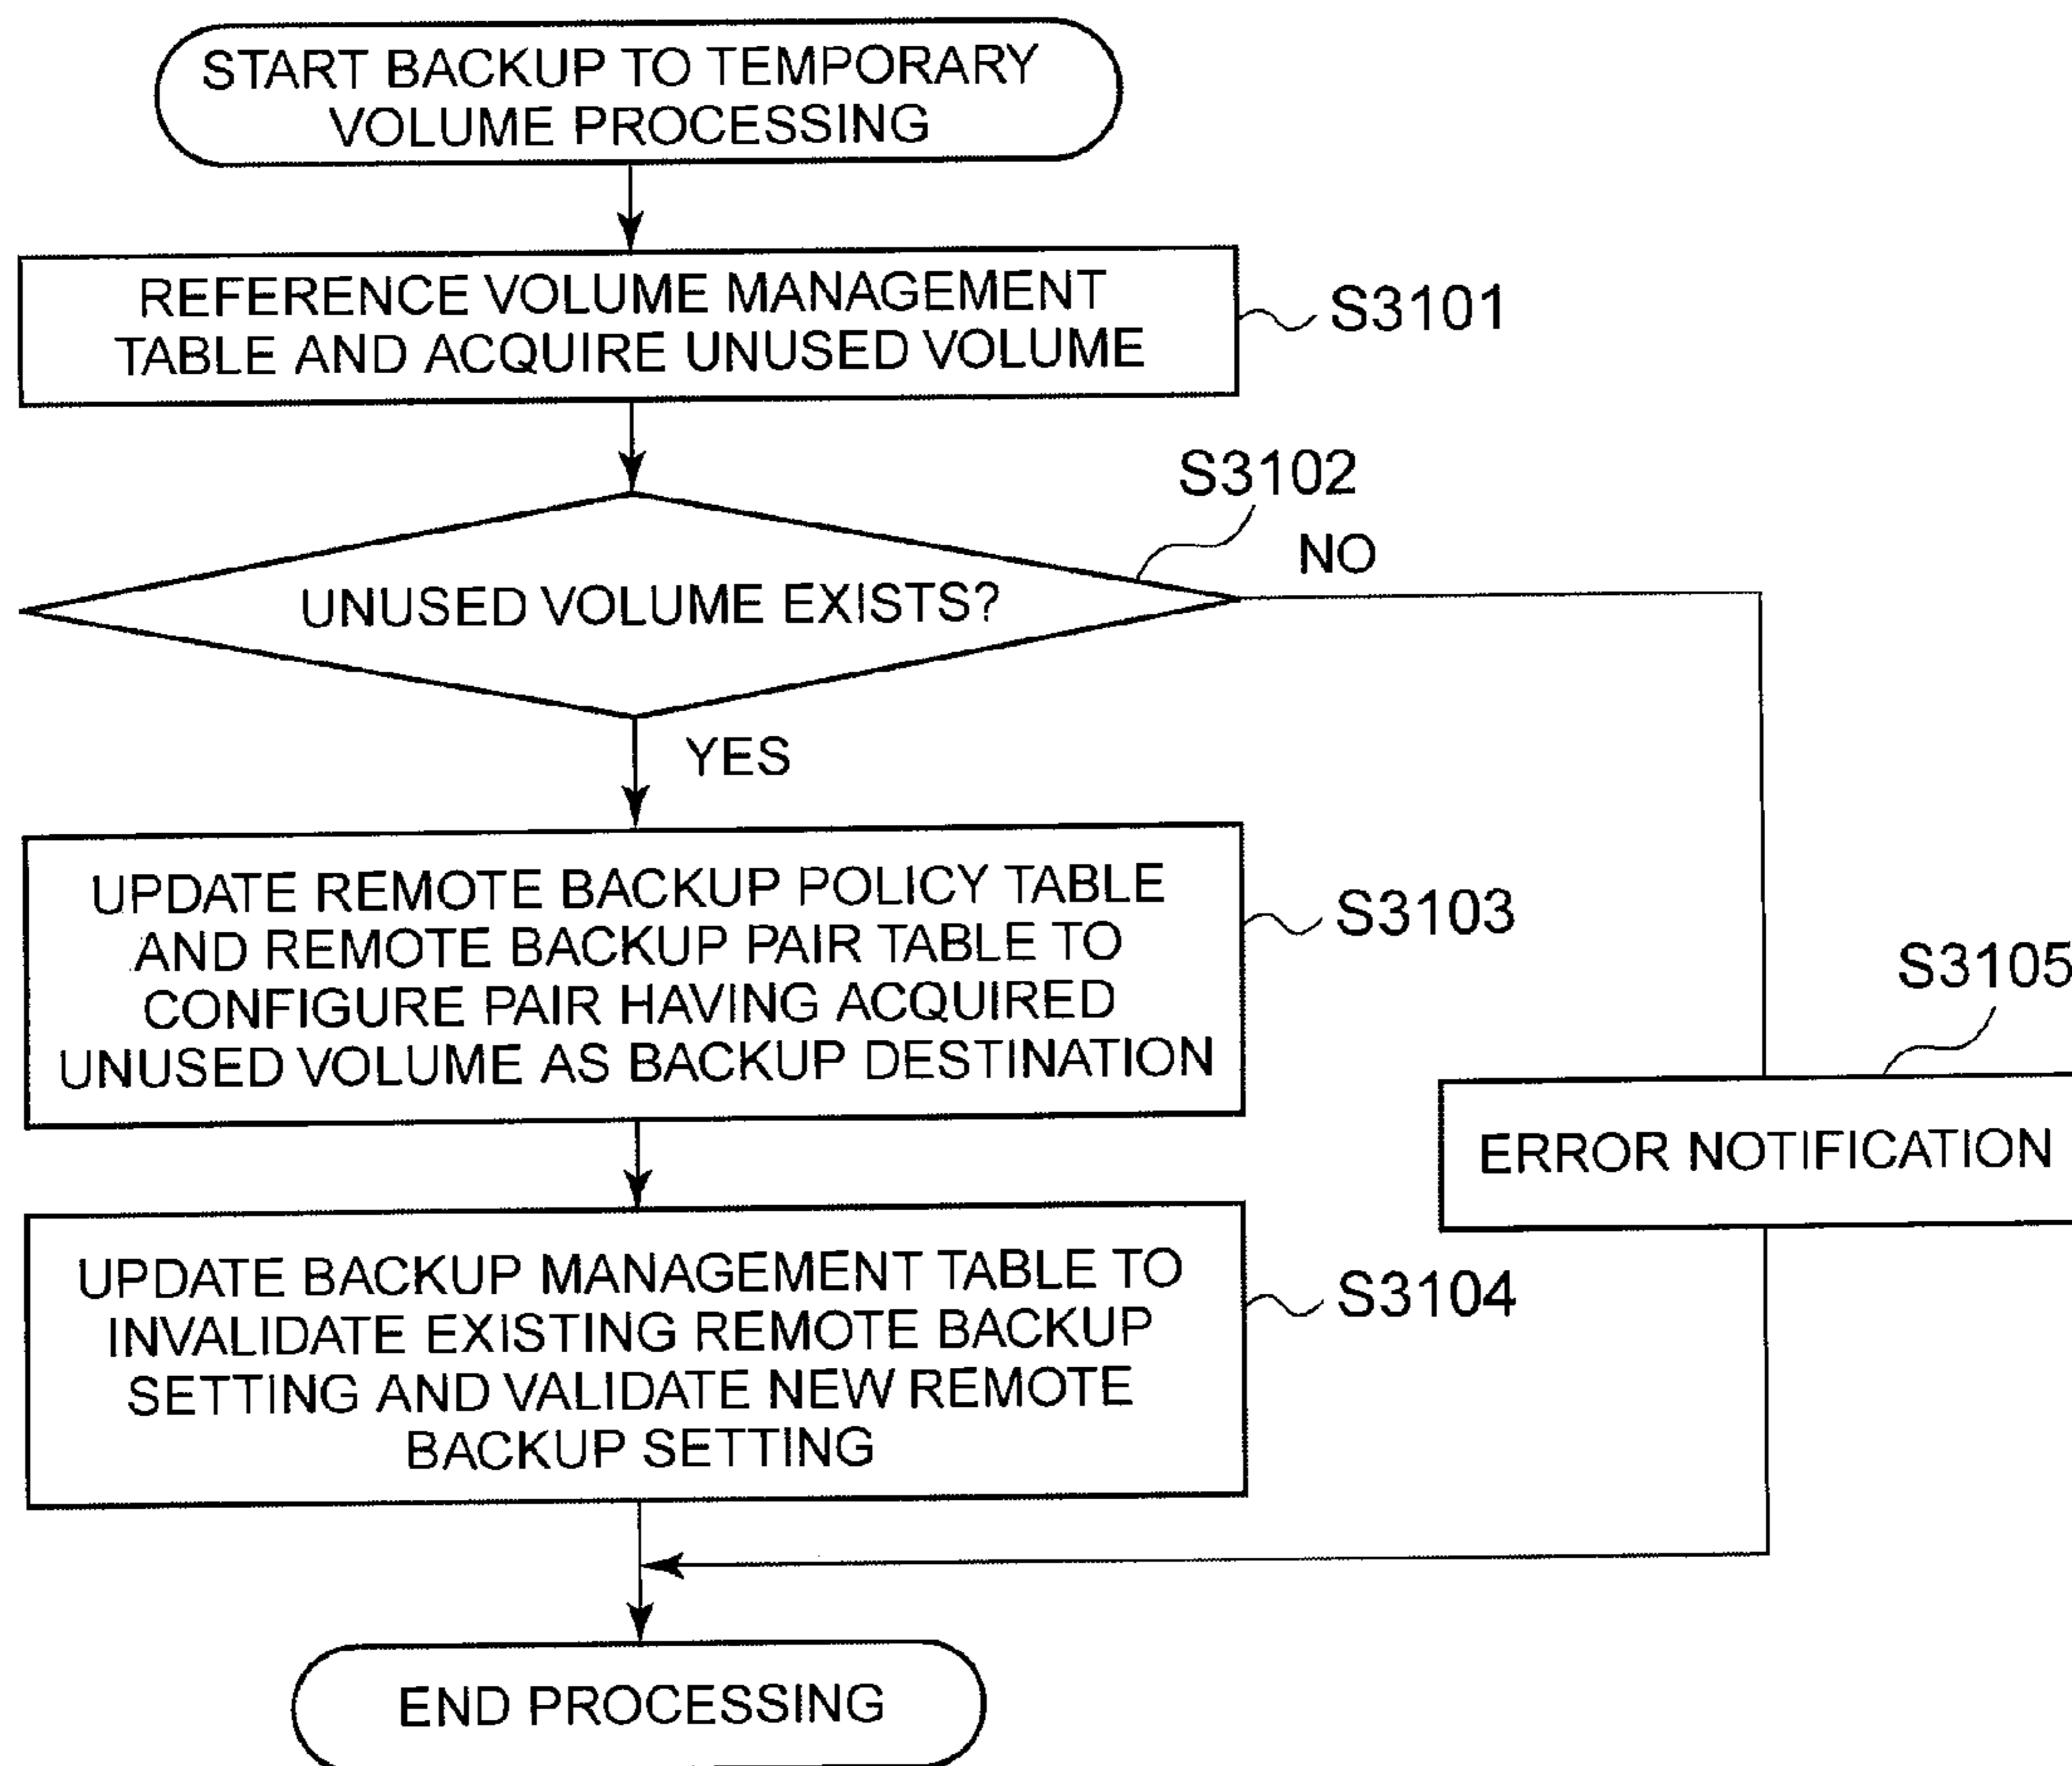 START BACKUP TO TEMPORARY
VOLUME PROCESSING
REFERENCE VOLUME MANAGEMENT
TABLE AND ACQUIRE UNUSED VOLUME
S3101
S3102
NO
UNUSED VOLUME EXISTS?
YES
UPDATE REMOTE BACKUP POLICY TABLE
AND REMOTE BACKUP PAIR TABLE TO
CONFIGURE PAIR HAVING ACQUIRED
UNUSED VOLUME AS BACKUP DESTINATION
S3103
S3105
ERROR NOTIFICATION
UPDATE BACKUP MANAGEMENT TABLE TO
INVALIDATE EXISTING REMOTE BACKUP
SETTING AND VALIDATE NEW REMOTE
BACKUP SETTING
S3104
END PROCESSING